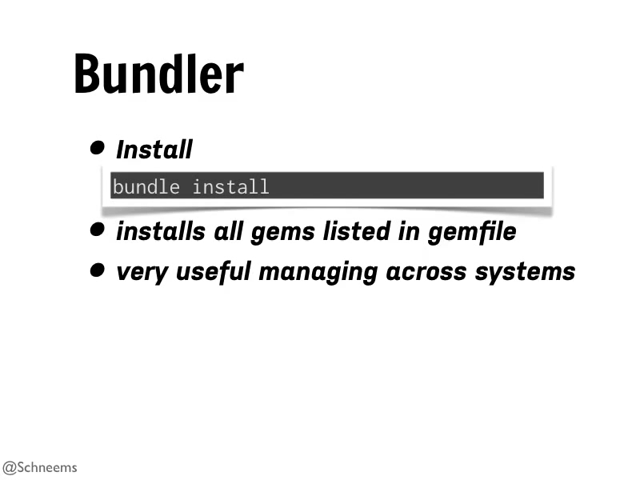 Bundler
• Install
bundle install
• installs all gems listed in gemfile
• very useful managing across systems
@Schneems